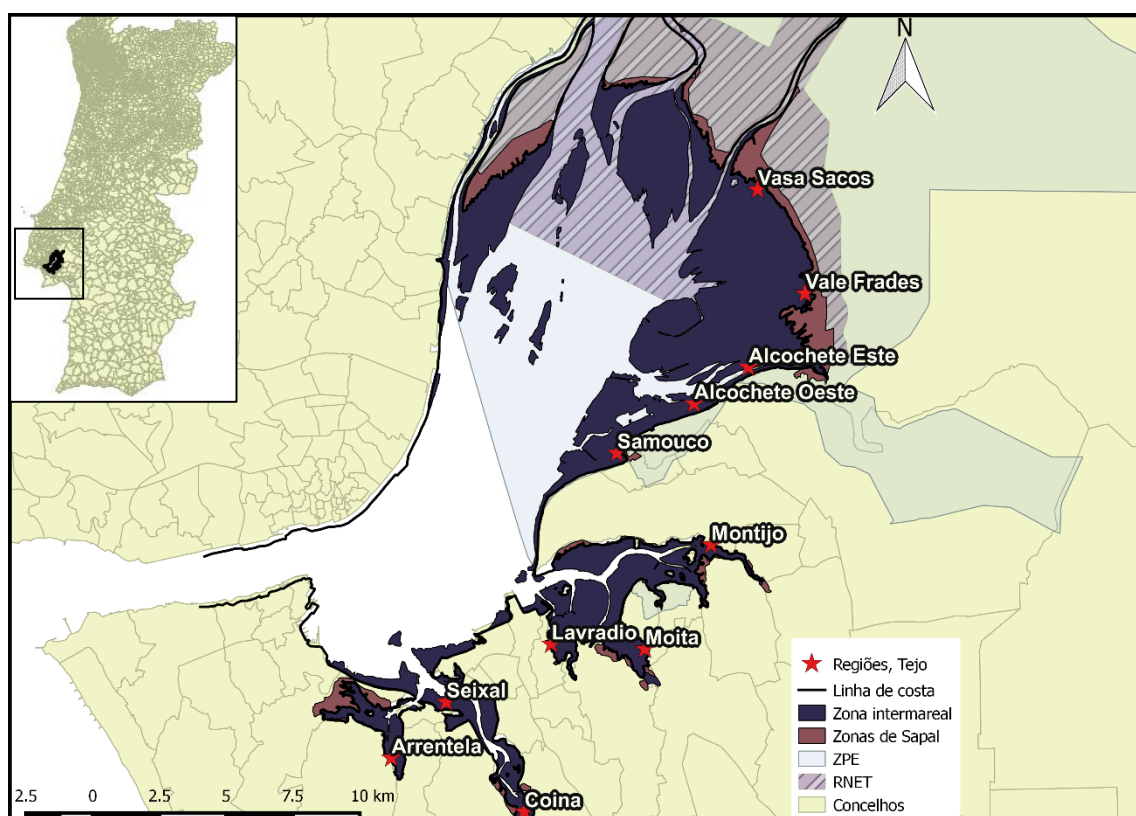 N
Vasa Sacos
Vale Frades
Alcochete Este
Alcochete Oeste
Samouco
Montijo
Lavradio
Moita
Seixal
Arrentela
Coina
Regiões, Tejo
Linha de costa
Zona intermareal
Zonas de Sapal
ZPE
RNET
Concelhos
2.5 0 2.5 5 7.5 10 km